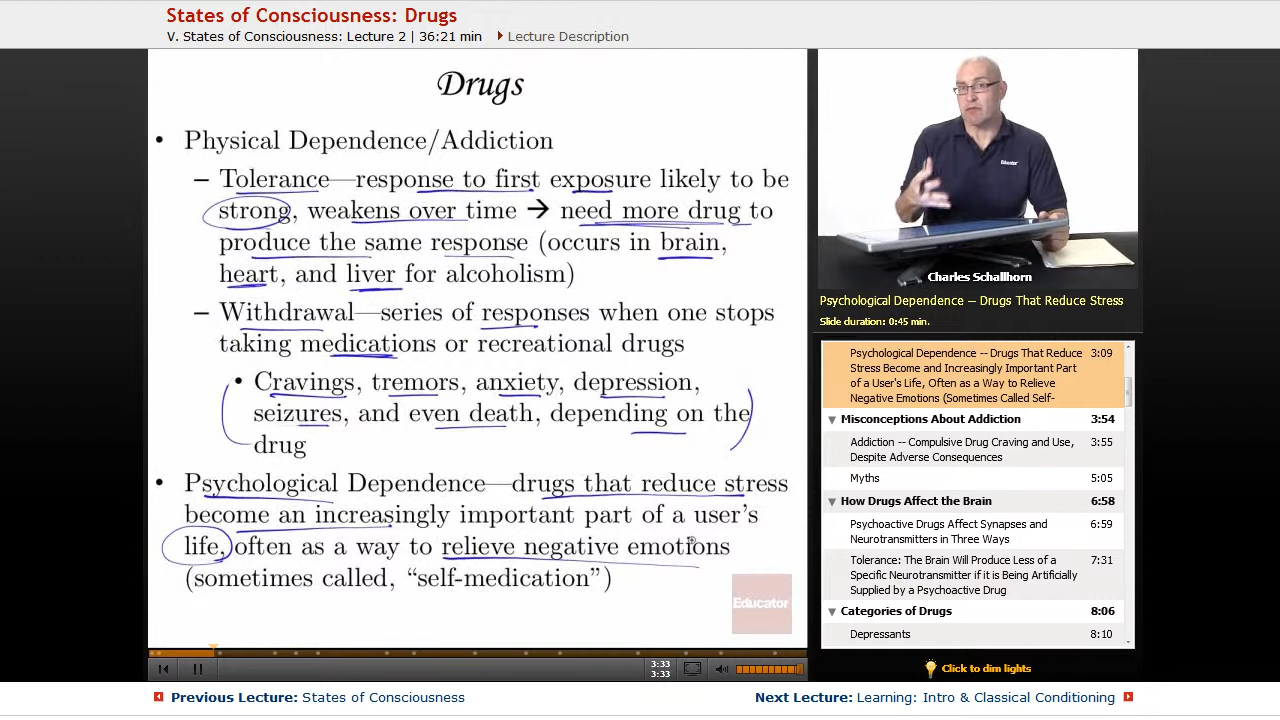 States of Consciousness: Drugs
V. States of Consciousness: Lecture 2 | 36:21 min
Lecture Description
Drugs
• Physical Dependence/Addiction
– Tolerance—response to first exposure likely to be
strong, weakens over time → need more drug to
produce the same response (occurs in brain,
heart, and liver for alcoholism)
– Withdrawal—series of responses when one stops
taking medications or recreational drugs
• Cravings, tremors, anxiety, depression,
seizures, and even death, depending on the
drug
• Psychological Dependence—drugs that reduce stress
become an increasingly important part of a user's
life, often as a way to relieve negative emotions
(sometimes called, "self-medication")
Educator
3:33
3:33
Educator
Charles Schallhorn
Psychological Dependence -- Drugs That Reduce Stress
Slide duration: 0:45 min.
Psychological Dependence -- Drugs That Reduce 3:09
Stress Become and Increasingly Important Part
of a User's Life, Often as a Way to Relieve
Negative Emotions (Sometimes Called Self-
Misconceptions About Addiction 3:54
Addiction -- Compulsive Drug Craving and Use, 3:55
Despite Adverse Consequences
Myths 5:05
How Drugs Affect the Brain 6:58
Psychoactive Drugs Affect Synapses and 6:59
Neurotransmitters in Three Ways
Tolerance: The Brain Will Produce Less of a 7:31
Specific Neurotransmitter if it is Being Artificially
Supplied by a Psychoactive Drug
Categories of Drugs 8:06
Depressants 8:10
Click to dim lights
Previous Lecture: States of Consciousness
Next Lecture: Learning: Intro & Classical Conditioning